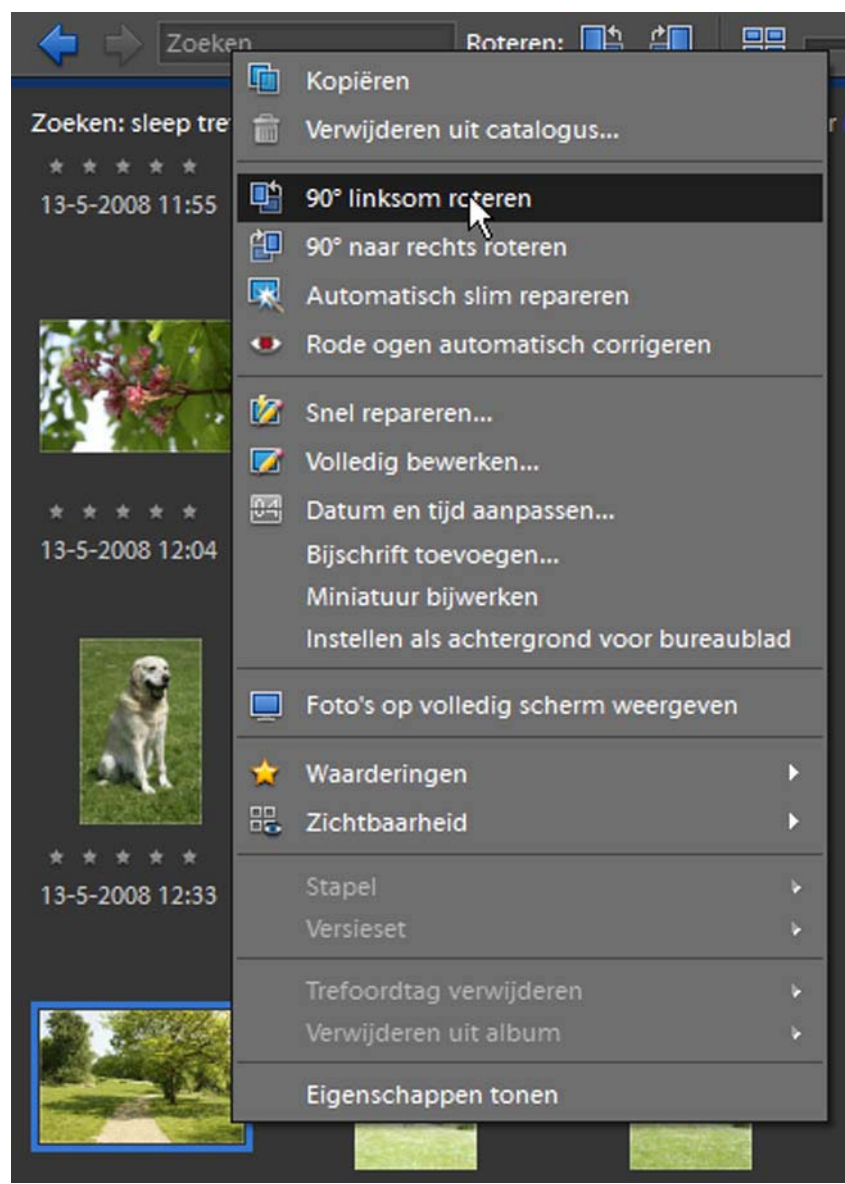 Zoeken
Roteren:
Zoeken: sleep tre
13-5-2008 11:55
13-5-2008 12:04
13-5-2008 12:33
Kopiëren
Verwijderen uit catalogus...
90° linksom roteren
90° naar rechts roteren
Automatisch slim repareren
Rode ogen automatisch corrigeren
Snel repareren...
Volledig bewerken...
Datum en tijd aanpassen...
Bijschrift toevoegen...
Miniatuur bijwerken
Instellen als achtergrond voor bureaublad
Foto's op volledig scherm weergeven
Waarderingen
Zichtbaarheid
Stapel
Versieset
Trefoordtag verwijderen
Verwijderen uit album
Eigenschappen tonen